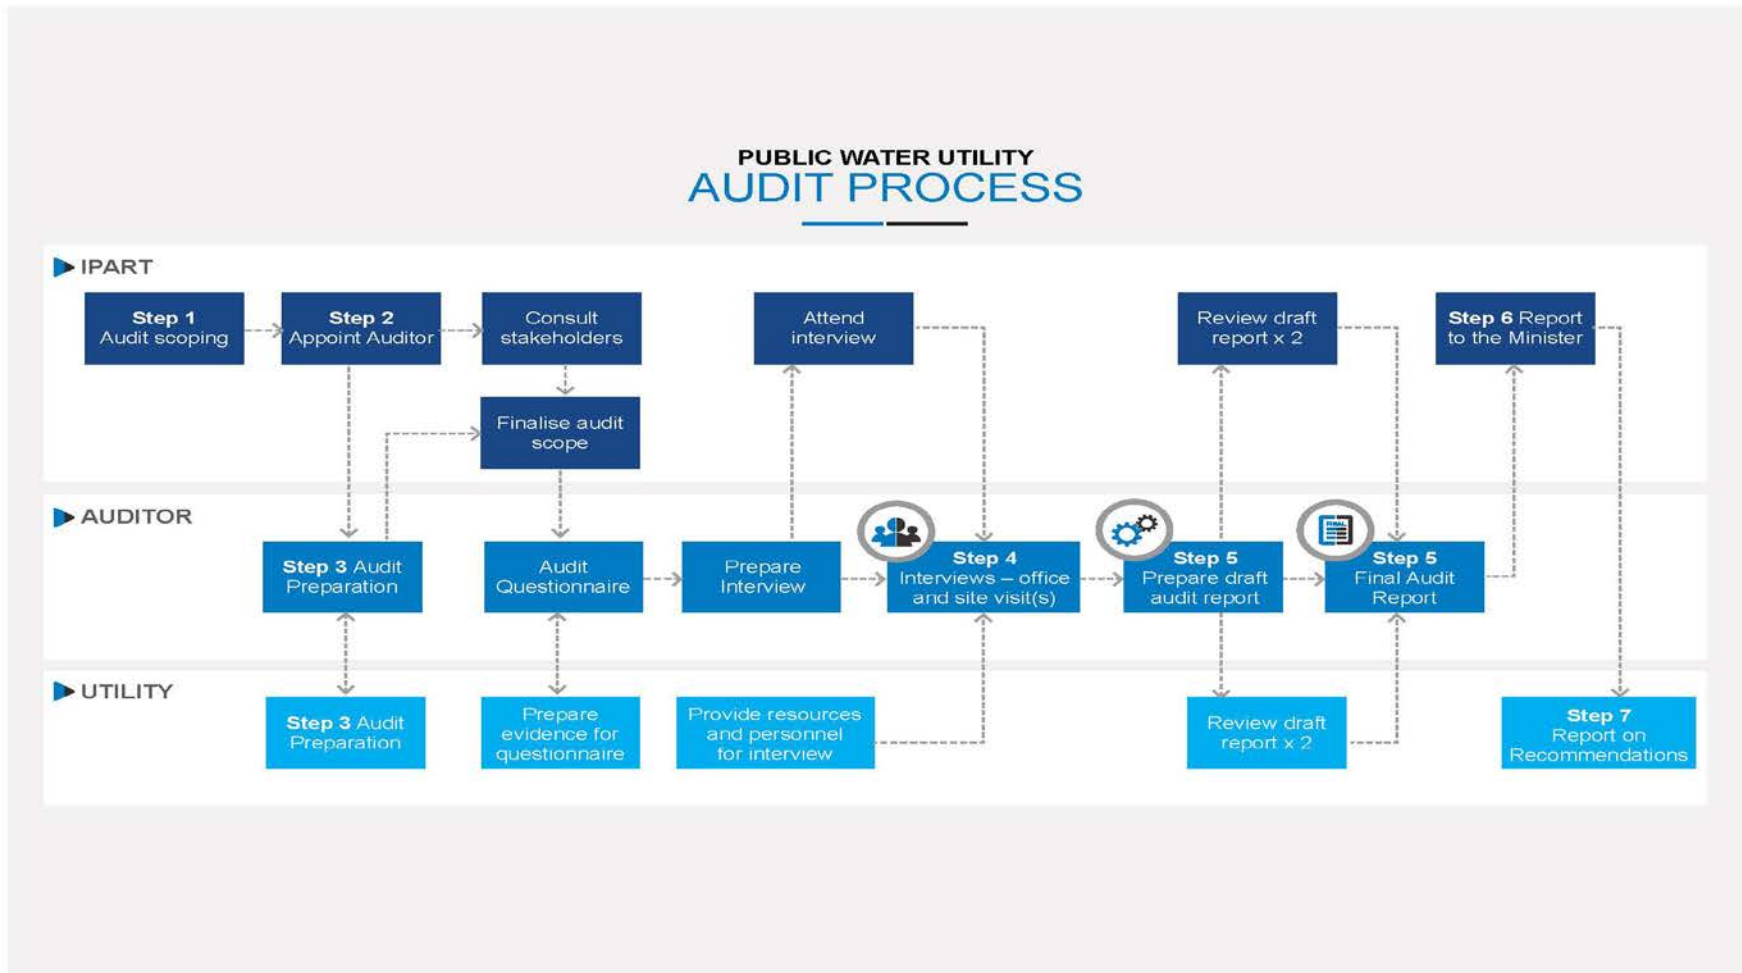 PUBLIC WATER UTILITY
AUDIT PROCESS
IPART
Step 1
Audit scoping
Step 2
Appoint Auditor
Consult
stakeholders
Attend
interview
Review draft
report x 2
Step 6 Report
to the Minister
Finalise audit
scope
AUDITOR
Step 3 Audit
Preparation
Audit
Questionnaire
Prepare
Interview
Step 4
Interviews – office
and site visit(s)
Step 5
Prepare draft
audit report
FINAL
Step 5
Final Audit
Report
UTILITY
Step 3 Audit
Preparation
Prepare
evidence for
questionnaire
Provide resources
and personnel
for interview
Review draft
report x 2
Step 7
Report on
Recommendations